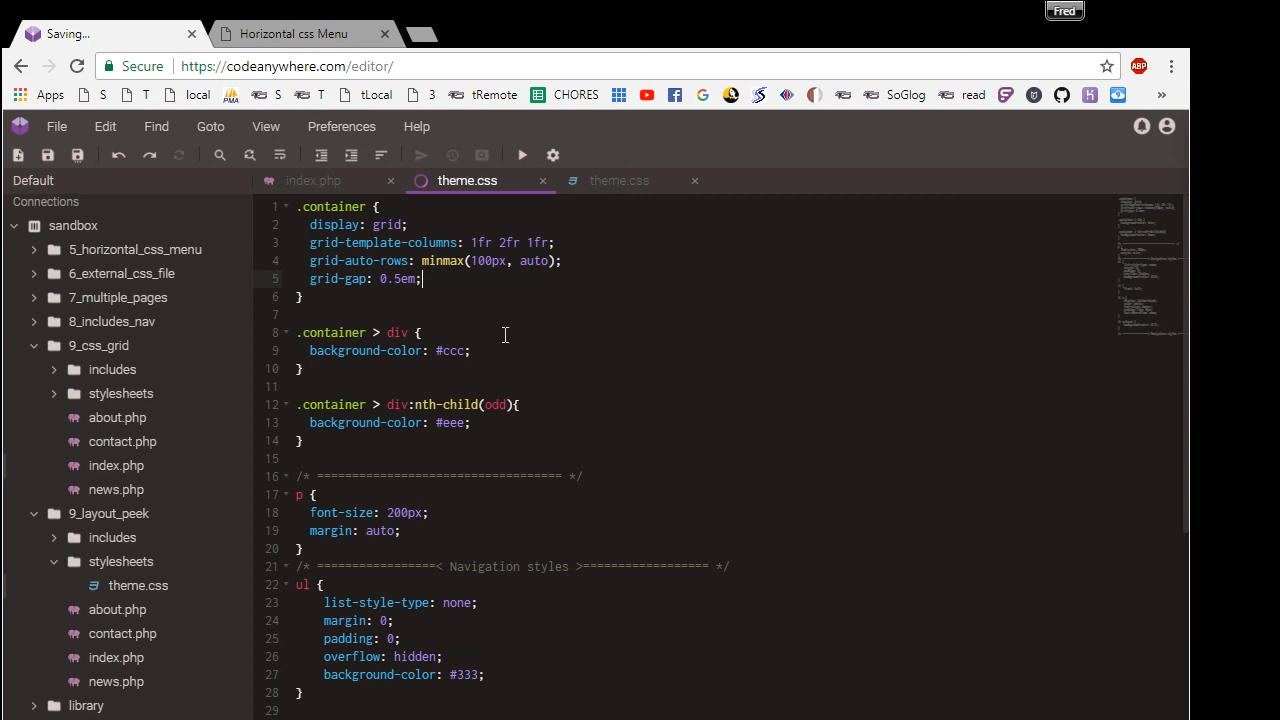 Fred
Saving...
Horizontal css Menu
Secure
https://codeanywhere.com/editor/
ABP
Apps
S
T
local
PMA
S
T
tLocal
3
tRemote
CHORES
SoGlog
read
»
File
Edit
Find
Goto
View
Preferences
Help
Default
index.php
theme.css
theme.css
Connections
sandbox
5_horizontal_css_menu
6_external_css_file
7_multiple_pages
8_includes_nav
9_css_grid
includes
stylesheets
about.php
contact.php
index.php
news.php
9_layout_peek
includes
stylesheets
theme.css
about.php
contact.php
index.php
news.php
library
1 .container {
2 display: grid;
3 grid-template-columns: 1fr 2fr 1fr;
4 grid-auto-rows: minmax(100px, auto);
5 grid-gap: 0.5em;
6 }
7
8 .container > div {
9 background-color: #ccc;
10 }
11
12 .container > div:nth-child(odd){
13 background-color: #eee;
14 }
15
16 /* =================================== */
17 p {
18 font-size: 200px;
19 margin: auto;
20 }
21 /* =================< Navigation styles >================== */
22 ul {
23 list-style-type: none;
24 margin: 0;
25 padding: 0;
26 overflow: hidden;
27 background-color: #333;
28 }
29